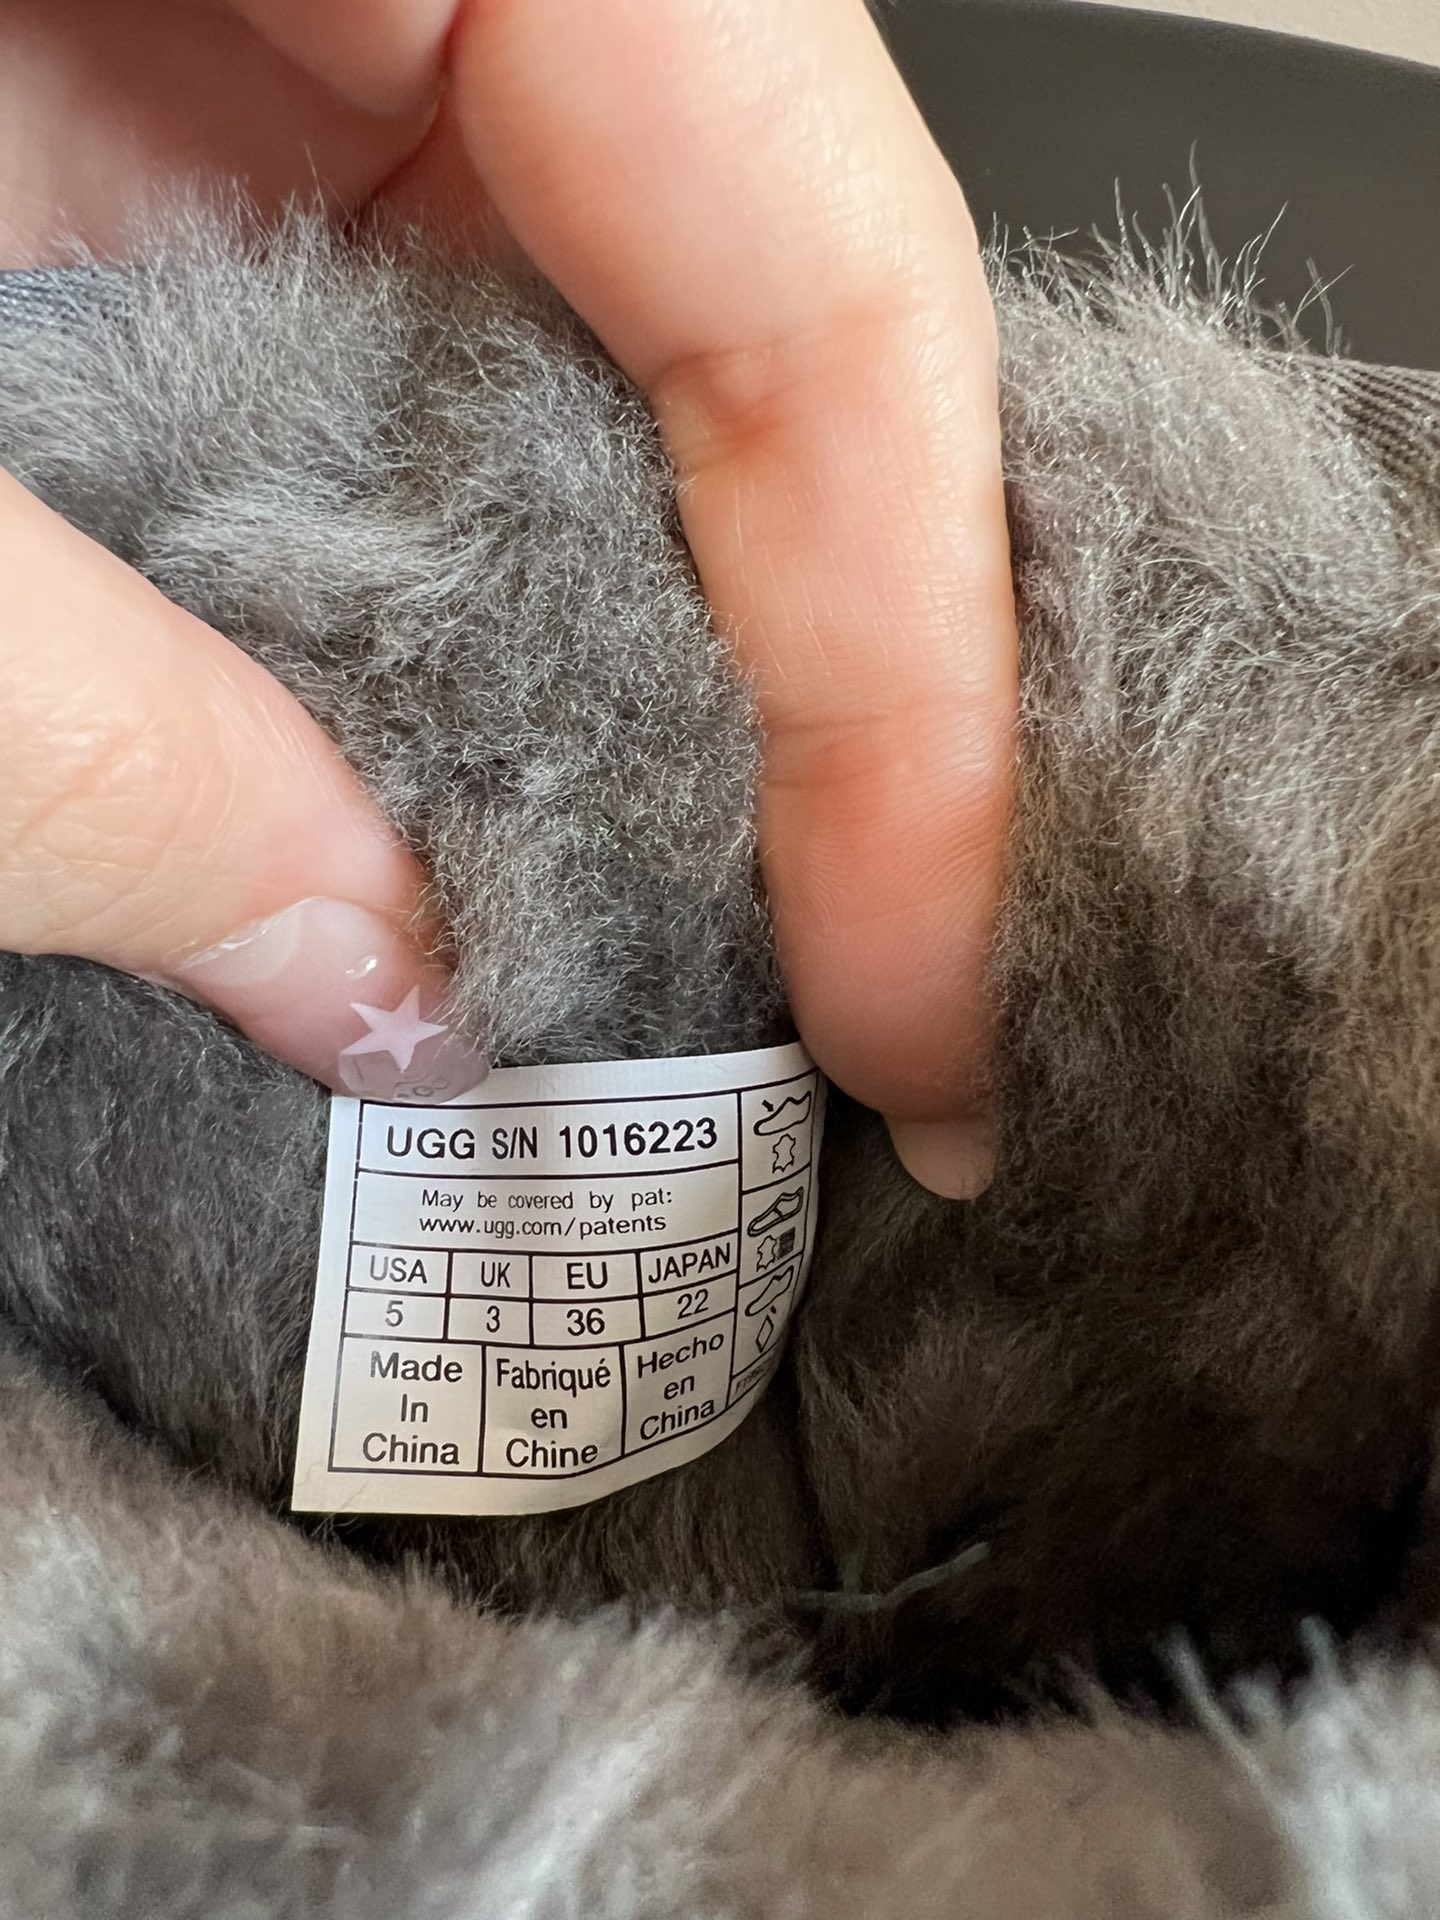 UGG S/N 1016223
May be covered by pat:
www.ugg.com/patents
USA UK EU JAPAN
5 3 36 22
Made In China
Fabriqué en Chine
Hecho en China